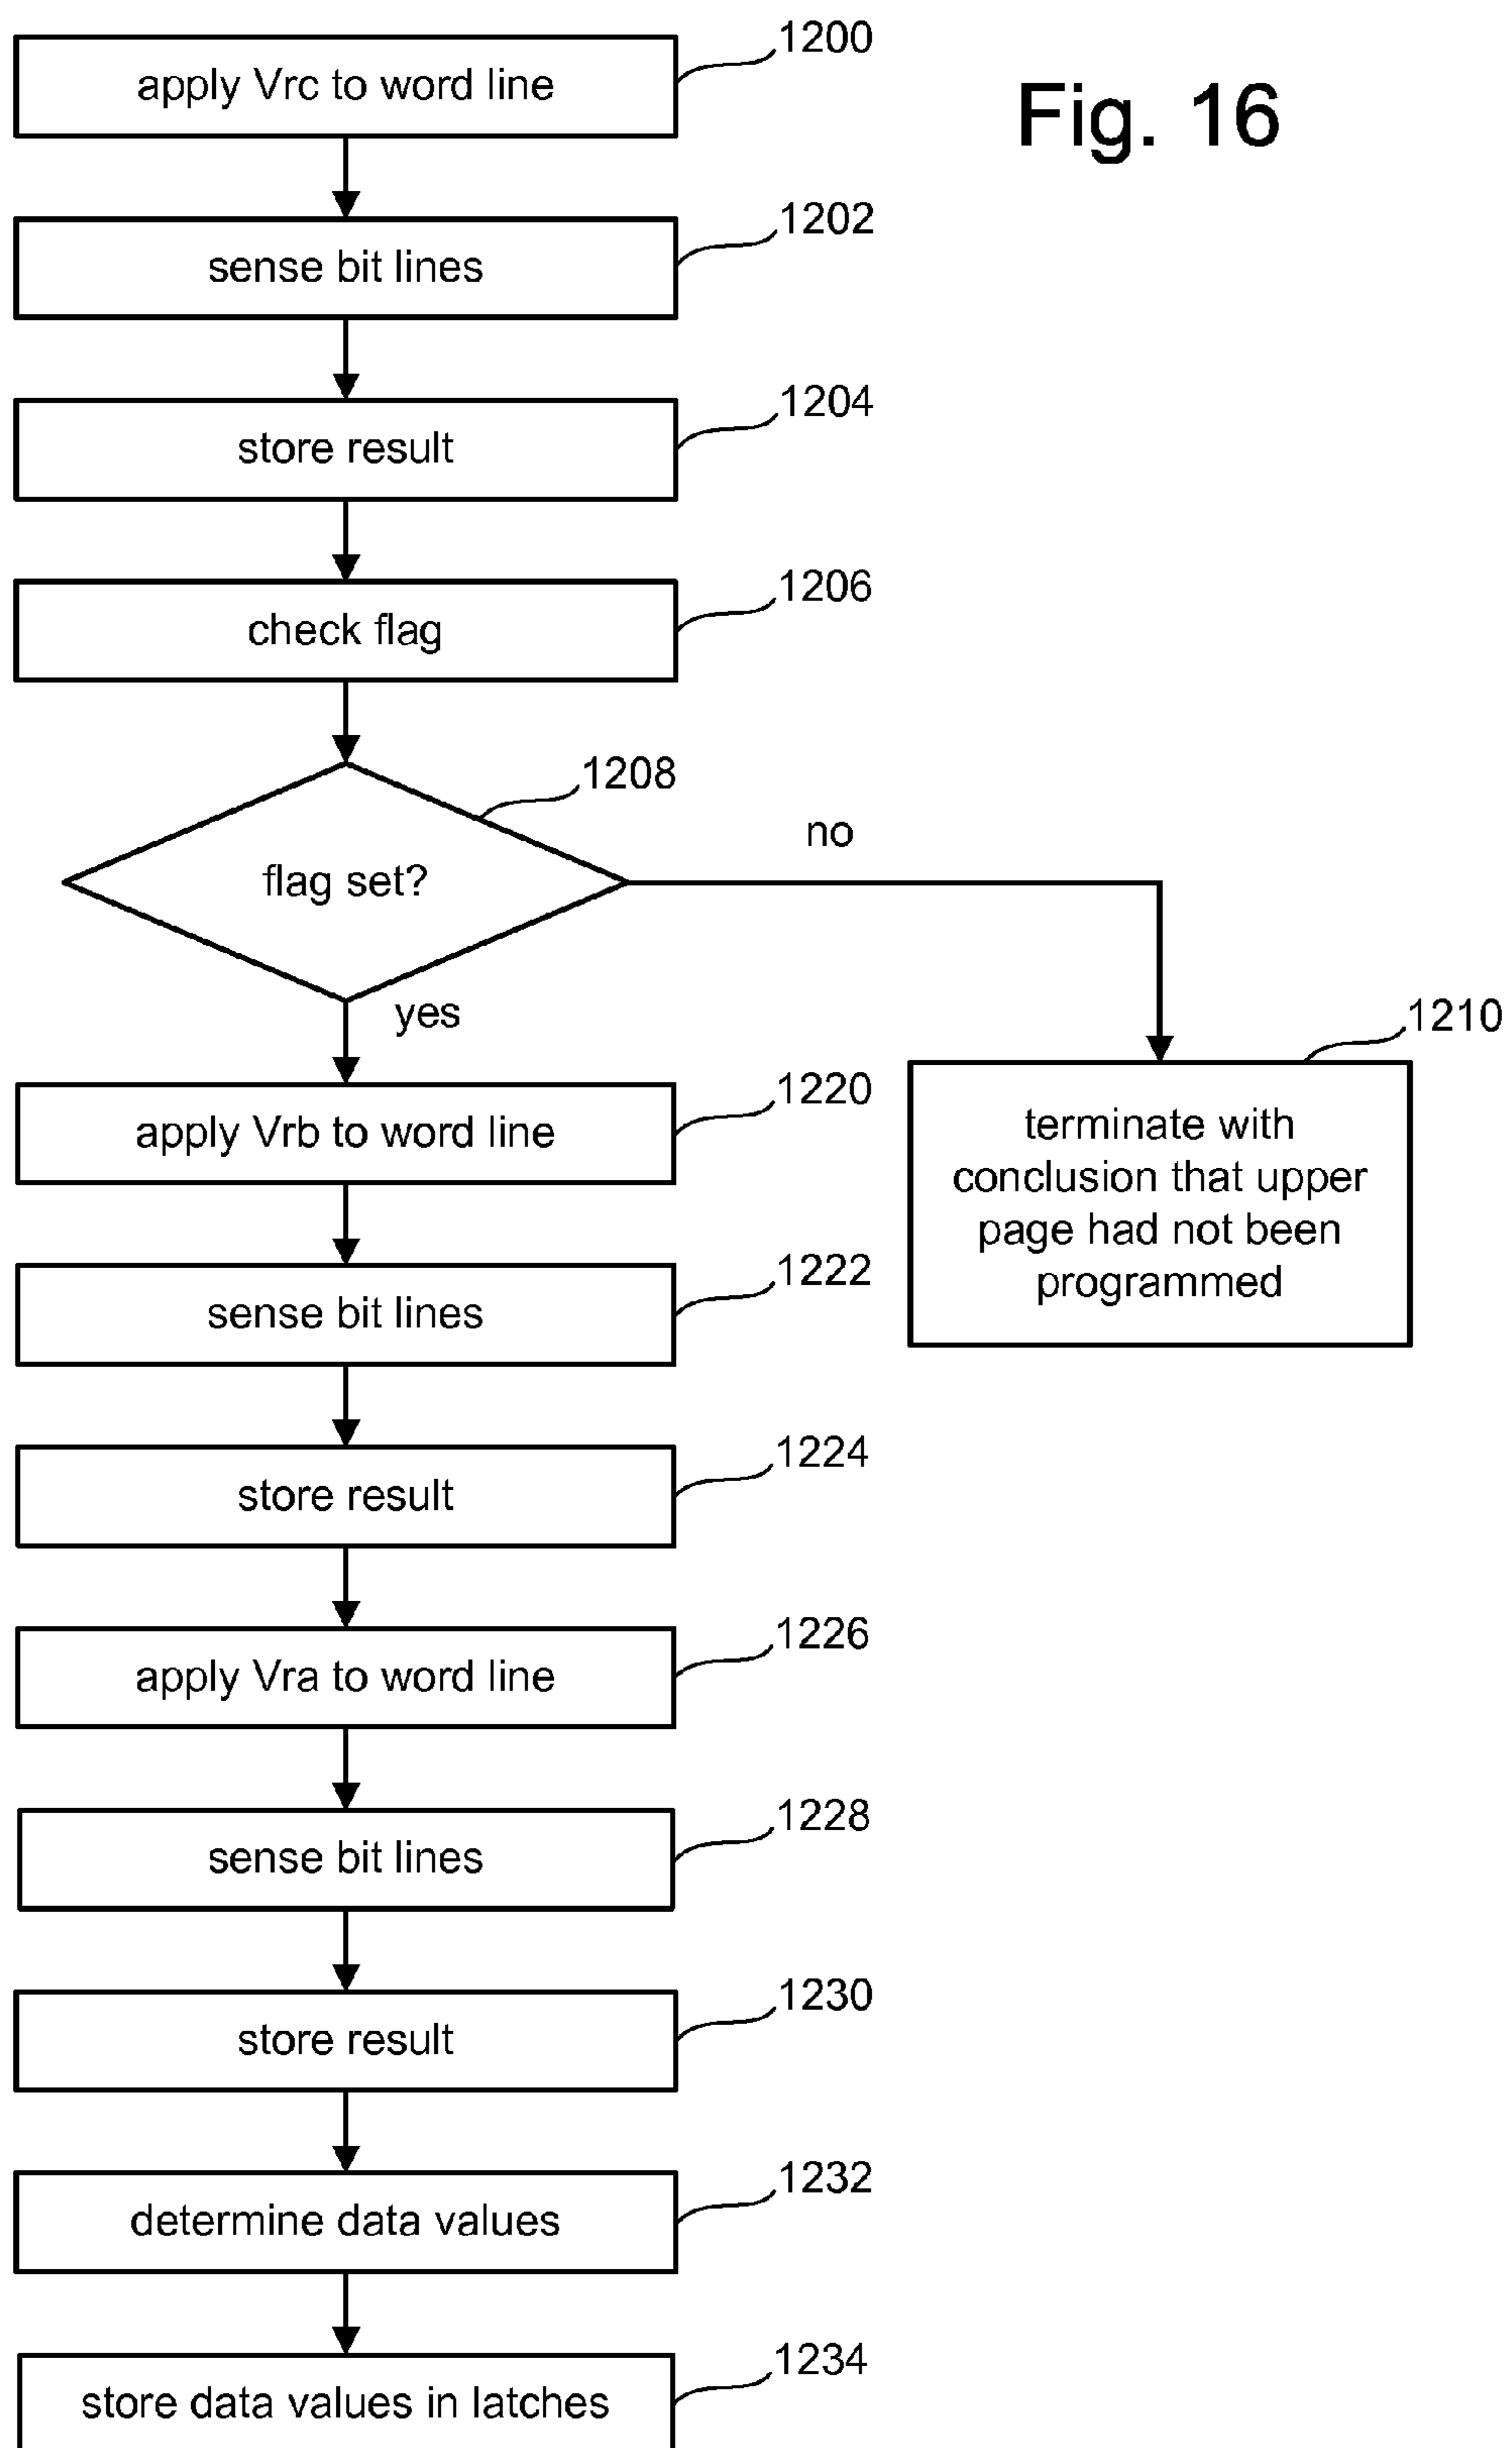 1200
apply Vrc to word line
Fig. 16
1202
sense bit lines
1204
store result
1206
check flag
1208
flag set?
no
yes
1210
terminate with
conclusion that upper
page had not been
programmed
1220
apply Vrb to word line
1222
sense bit lines
1224
store result
1226
apply Vra to word line
1228
sense bit lines
1230
store result
1232
determine data values
1234
store data values in latches